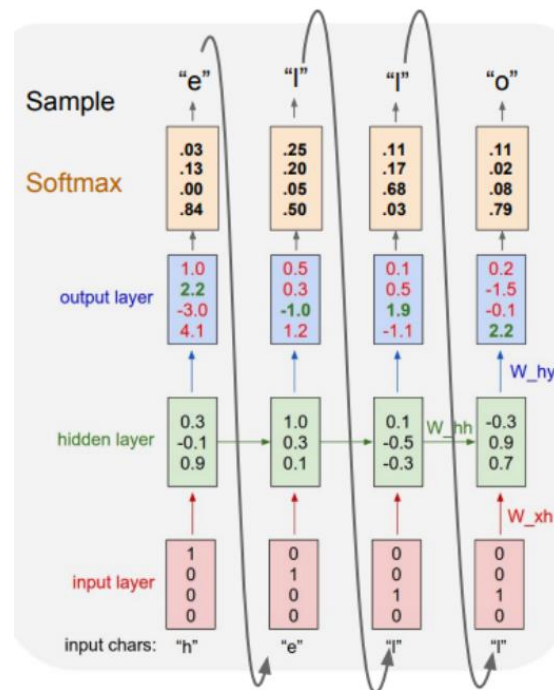 Sample
“e” “l” “l” “o”
Softmax
.03 .25 .11 .11
.13 .20 .17 .02
.00 .05 .68 .08
.84 .50 .03 .79
output layer
1.0 0.5 0.1 0.2
2.2 0.3 0.5 -1.5
-3.0 -1.0 1.9 -0.1
4.1 1.2 -1.1 2.2
W_hy
hidden layer
0.3 1.0 0.1 -0.3
-0.1 0.3 -0.5 0.9
0.9 0.1 -0.3 0.7
W_hh
W_xh
input layer
1 0 0 0
0 1 0 0
0 0 1 1
0 0 0 0
input chars: “h” “e” “l” “l”